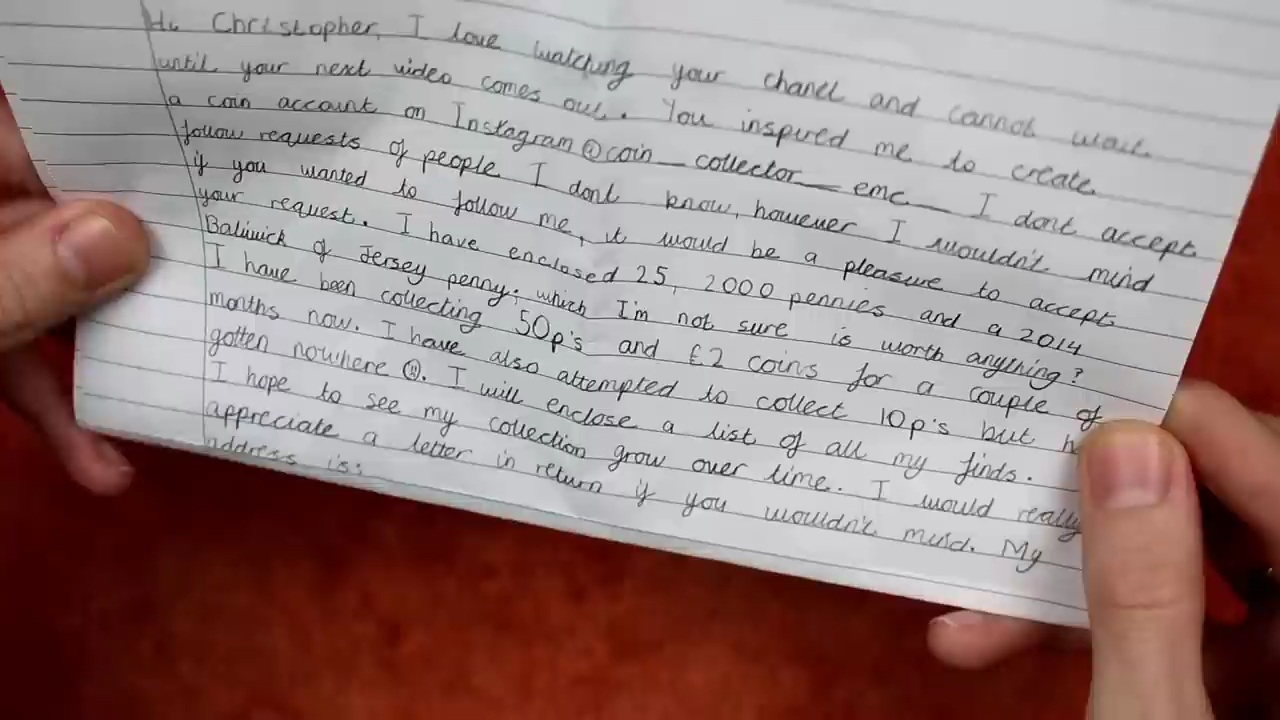 Hi Christopher, I love watching your chanel and cannot wait
until your next video comes out. You inspired me to create
a coin account on Instagram @coin_collector_emc_ I dont accept
follow requests of people I dont know, however I wouldn't mind
if you wanted to follow me, it would be a pleasure to accept
your request. I have enclosed 25, 2000 pennies and a 2014
Baliwick of Jersey penny; which I'm not sure is worth anything?
I have been collecting 50p's and £2 coins for a couple of
months now. I have also attempted to collect 10p's but
gotten nowhere ☹. I will enclose a list of all my finds.
I hope to see my collection grow over time. I would really
appreciate a letter in return if you wouldn't mind. My
address is: